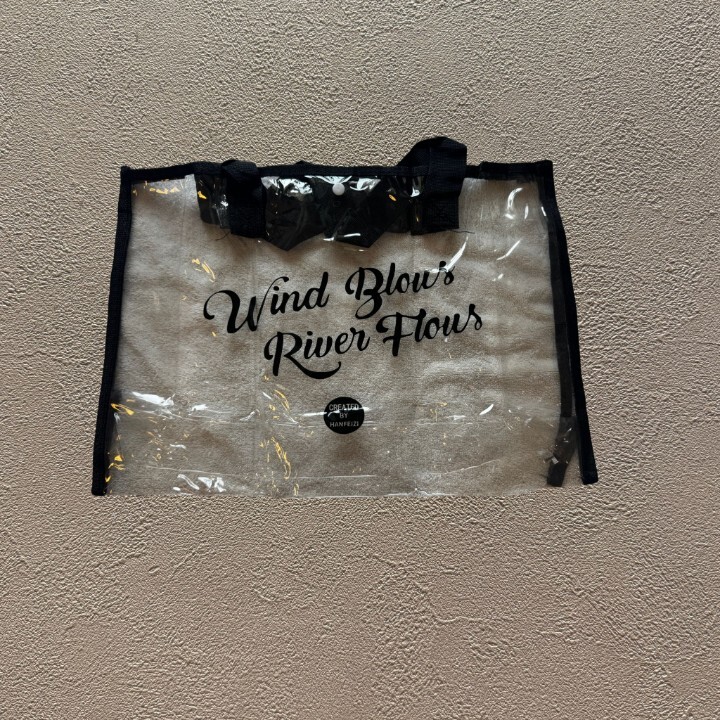 Wind Blows
River Flows
CREATED
BY
HANFEIZI